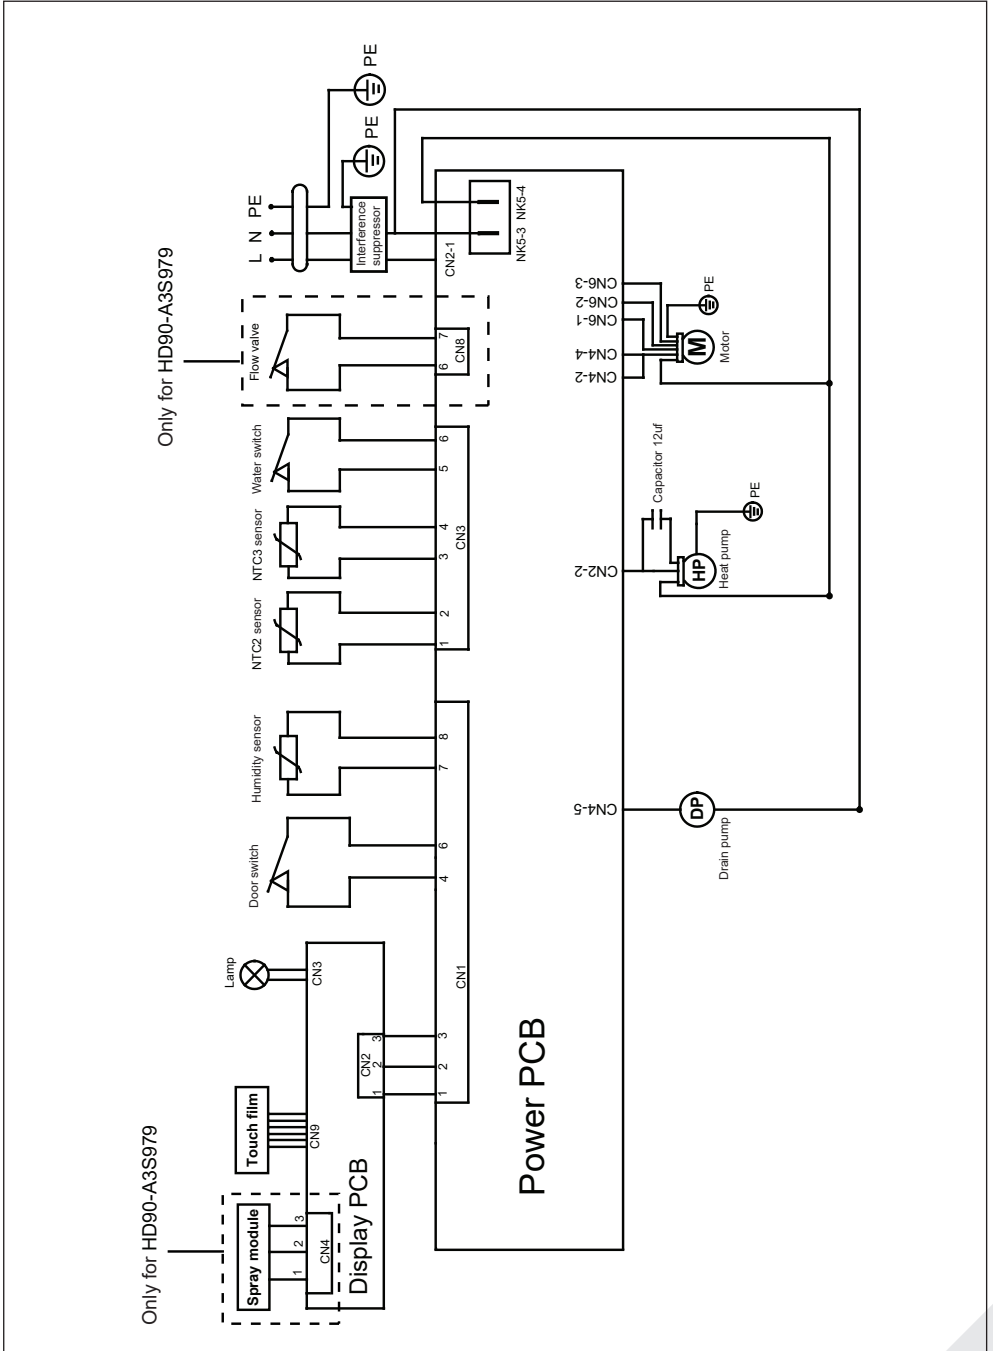 Only for HD90-A3S979
Only for HD90-A3S979
L N PE
PE
PE
Interference
suppressor
CN2-1
NK5-3 NK5-4
Flow valve
6 7
CN8
Water switch
5 6
NTC3 sensor
3 4
CN3
NTC2 sensor
1 2
Humidity sensor
7 8
Door switch
4 6
CN1
1 2 3
Lamp
CN3
CN2
1 2 3
Touch film
CN9
Spray module
1 2 3
CN4
Display PCB
Power PCB
CN6-3
CN6-2
CN6-1
CN4-4
CN4-2
M
Motor
PE
Capacitor 12uf
CN2-2
HP
Heat pump
PE
CN4-5
DP
Drain pump